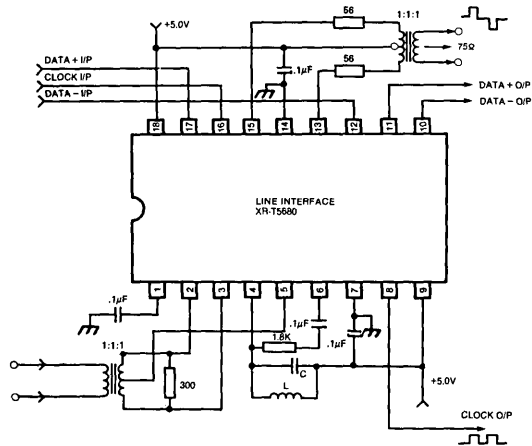 +5.0V
56
1:1:1
56
75Ω
.1μF
DATA + I/P
CLOCK I/P
DATA – I/P
DATA + O/P
DATA – O/P
18 17 16 15 14 13 12 11 10
LINE INTERFACE
XR-T5680
1 2 3 4 5 6 7 8 9
.1μF
.1μF
1.8K
.1μF
C
L
1:1:1
300
+5.0V
CLOCK O/P